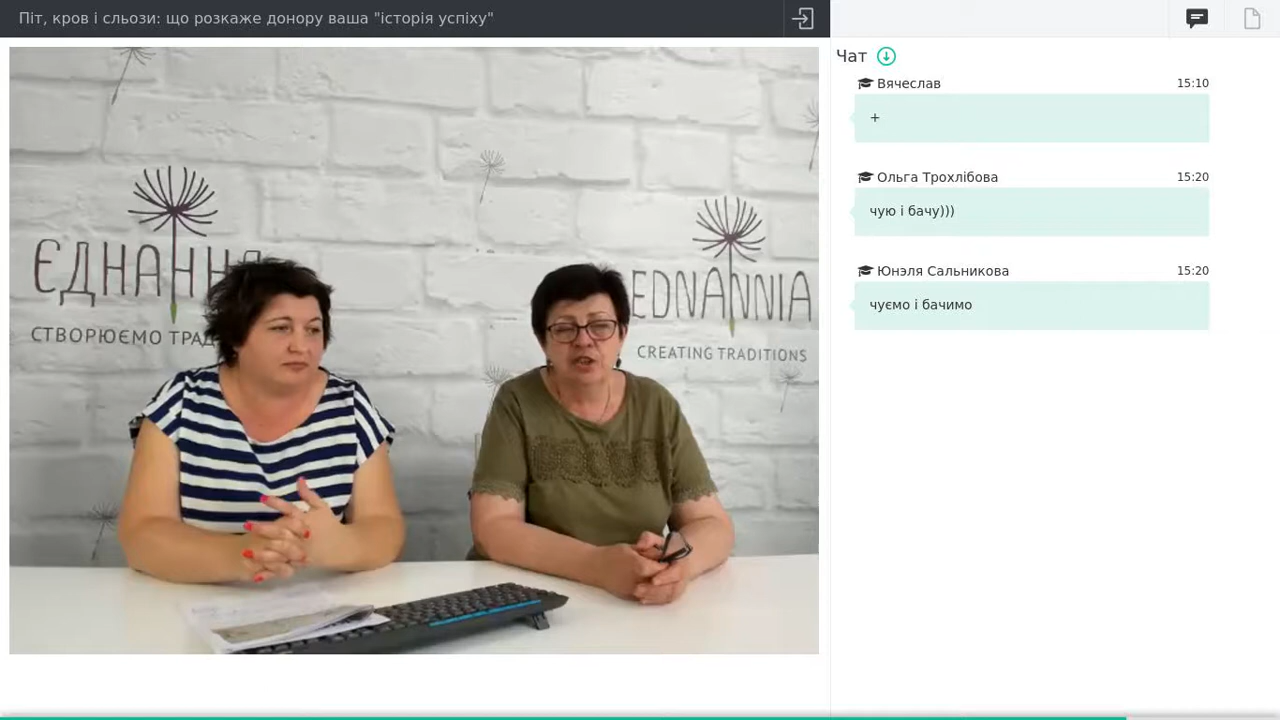 Піт, кров і сльози: що розкаже донору ваша "історія успіху"
Чат
Вячеслав 15:10
+
Ольга Трохлібова 15:20
чую і бачу)))
Юнэля Сальникова 15:20
чуємо і бачимо
ЄДНАНН
СТВОРЮЄМО ТРАД
EDNANNIA
CREATING TRADITIONS